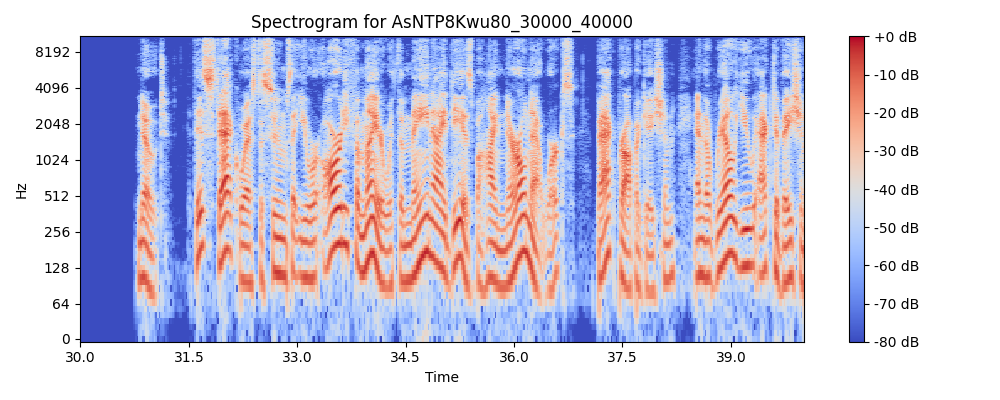 Spectrogram for AsNTP8Kwu80_30000_40000
8192
4096
2048
1024
512
256
128
64
0
Hz
30.0 31.5 33.0 34.5 36.0 37.5 39.0
Time
+0 dB
-10 dB
-20 dB
-30 dB
-40 dB
-50 dB
-60 dB
-70 dB
-80 dB